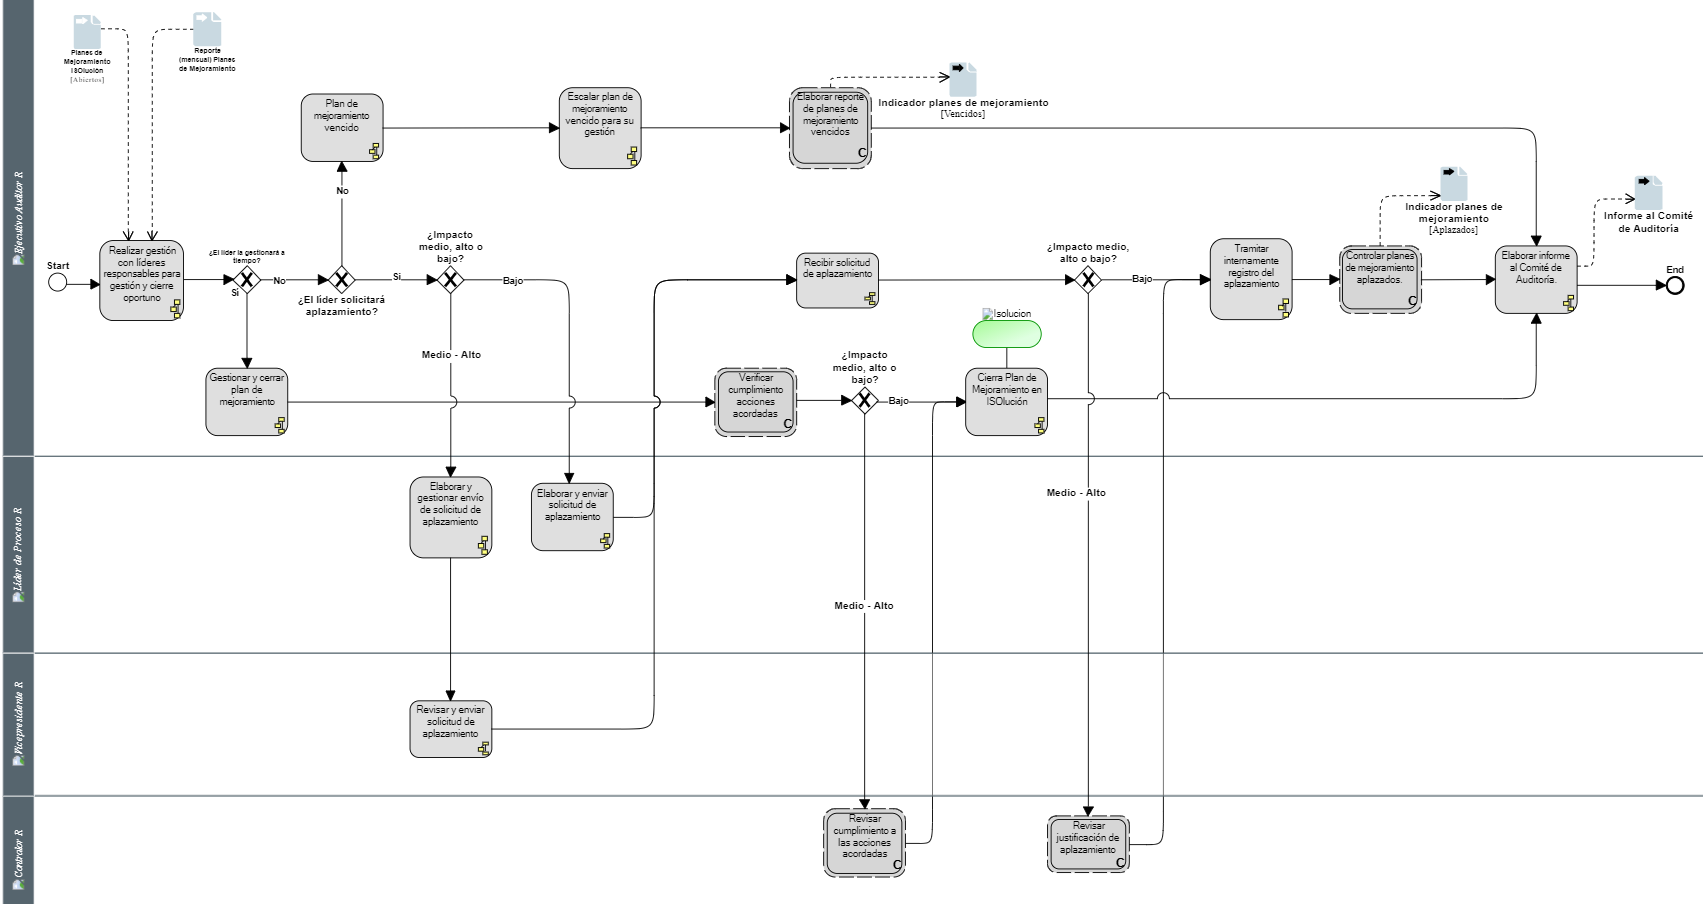 Planes de
Mejoramiento
ISOlución
[Abiertos]
Reporte
(mensual) Planes
de Mejoramiento
Plan de
mejoramiento
vencido
Escalar plan de
mejoramiento
vencido para su
gestión
Elaborar reporte
de planes de
mejoramiento
vencidos
C
Indicador planes de mejoramiento
[Vencidos]
Ejecutivo Auditor R
Start
Realizar gestión
con líderes
responsables para
gestión y cierre
oportuno
¿El líder la gestionará a
tiempo?
No
Si
No
¿El líder solicitará
aplazamiento?
Si
¿Impacto
medio, alto o
bajo?
Bajo
Medio - Alto
Recibir solicitud
de aplazamiento
¿Impacto medio,
alto o bajo?
Bajo
Tramitar
internamente
registro del
aplazamiento
Controlar planes
de mejoramiento
aplazados.
C
Indicador planes de
mejoramiento
[Aplazados]
Elaborar informe
al Comité de
Auditoría.
Informe al Comité
de Auditoría
End
Gestionar y cerrar
plan de
mejoramiento
Verificar
cumplimiento
acciones
acordadas
C
¿Impacto
medio, alto o
bajo?
Bajo
Isolucion
Cierra Plan de
Mejoramiento en
ISOlución
Líder de Proceso R
Elaborar y
gestionar envío
de solicitud de
aplazamiento
Elaborar y enviar
solicitud de
aplazamiento
Medio - Alto
Medio - Alto
Vicepresidente R
Revisar y enviar
solicitud de
aplazamiento
Contralor R
Revisar
cumplimiento a
las acciones
acordadas
C
Revisar
justificación de
aplazamiento
C